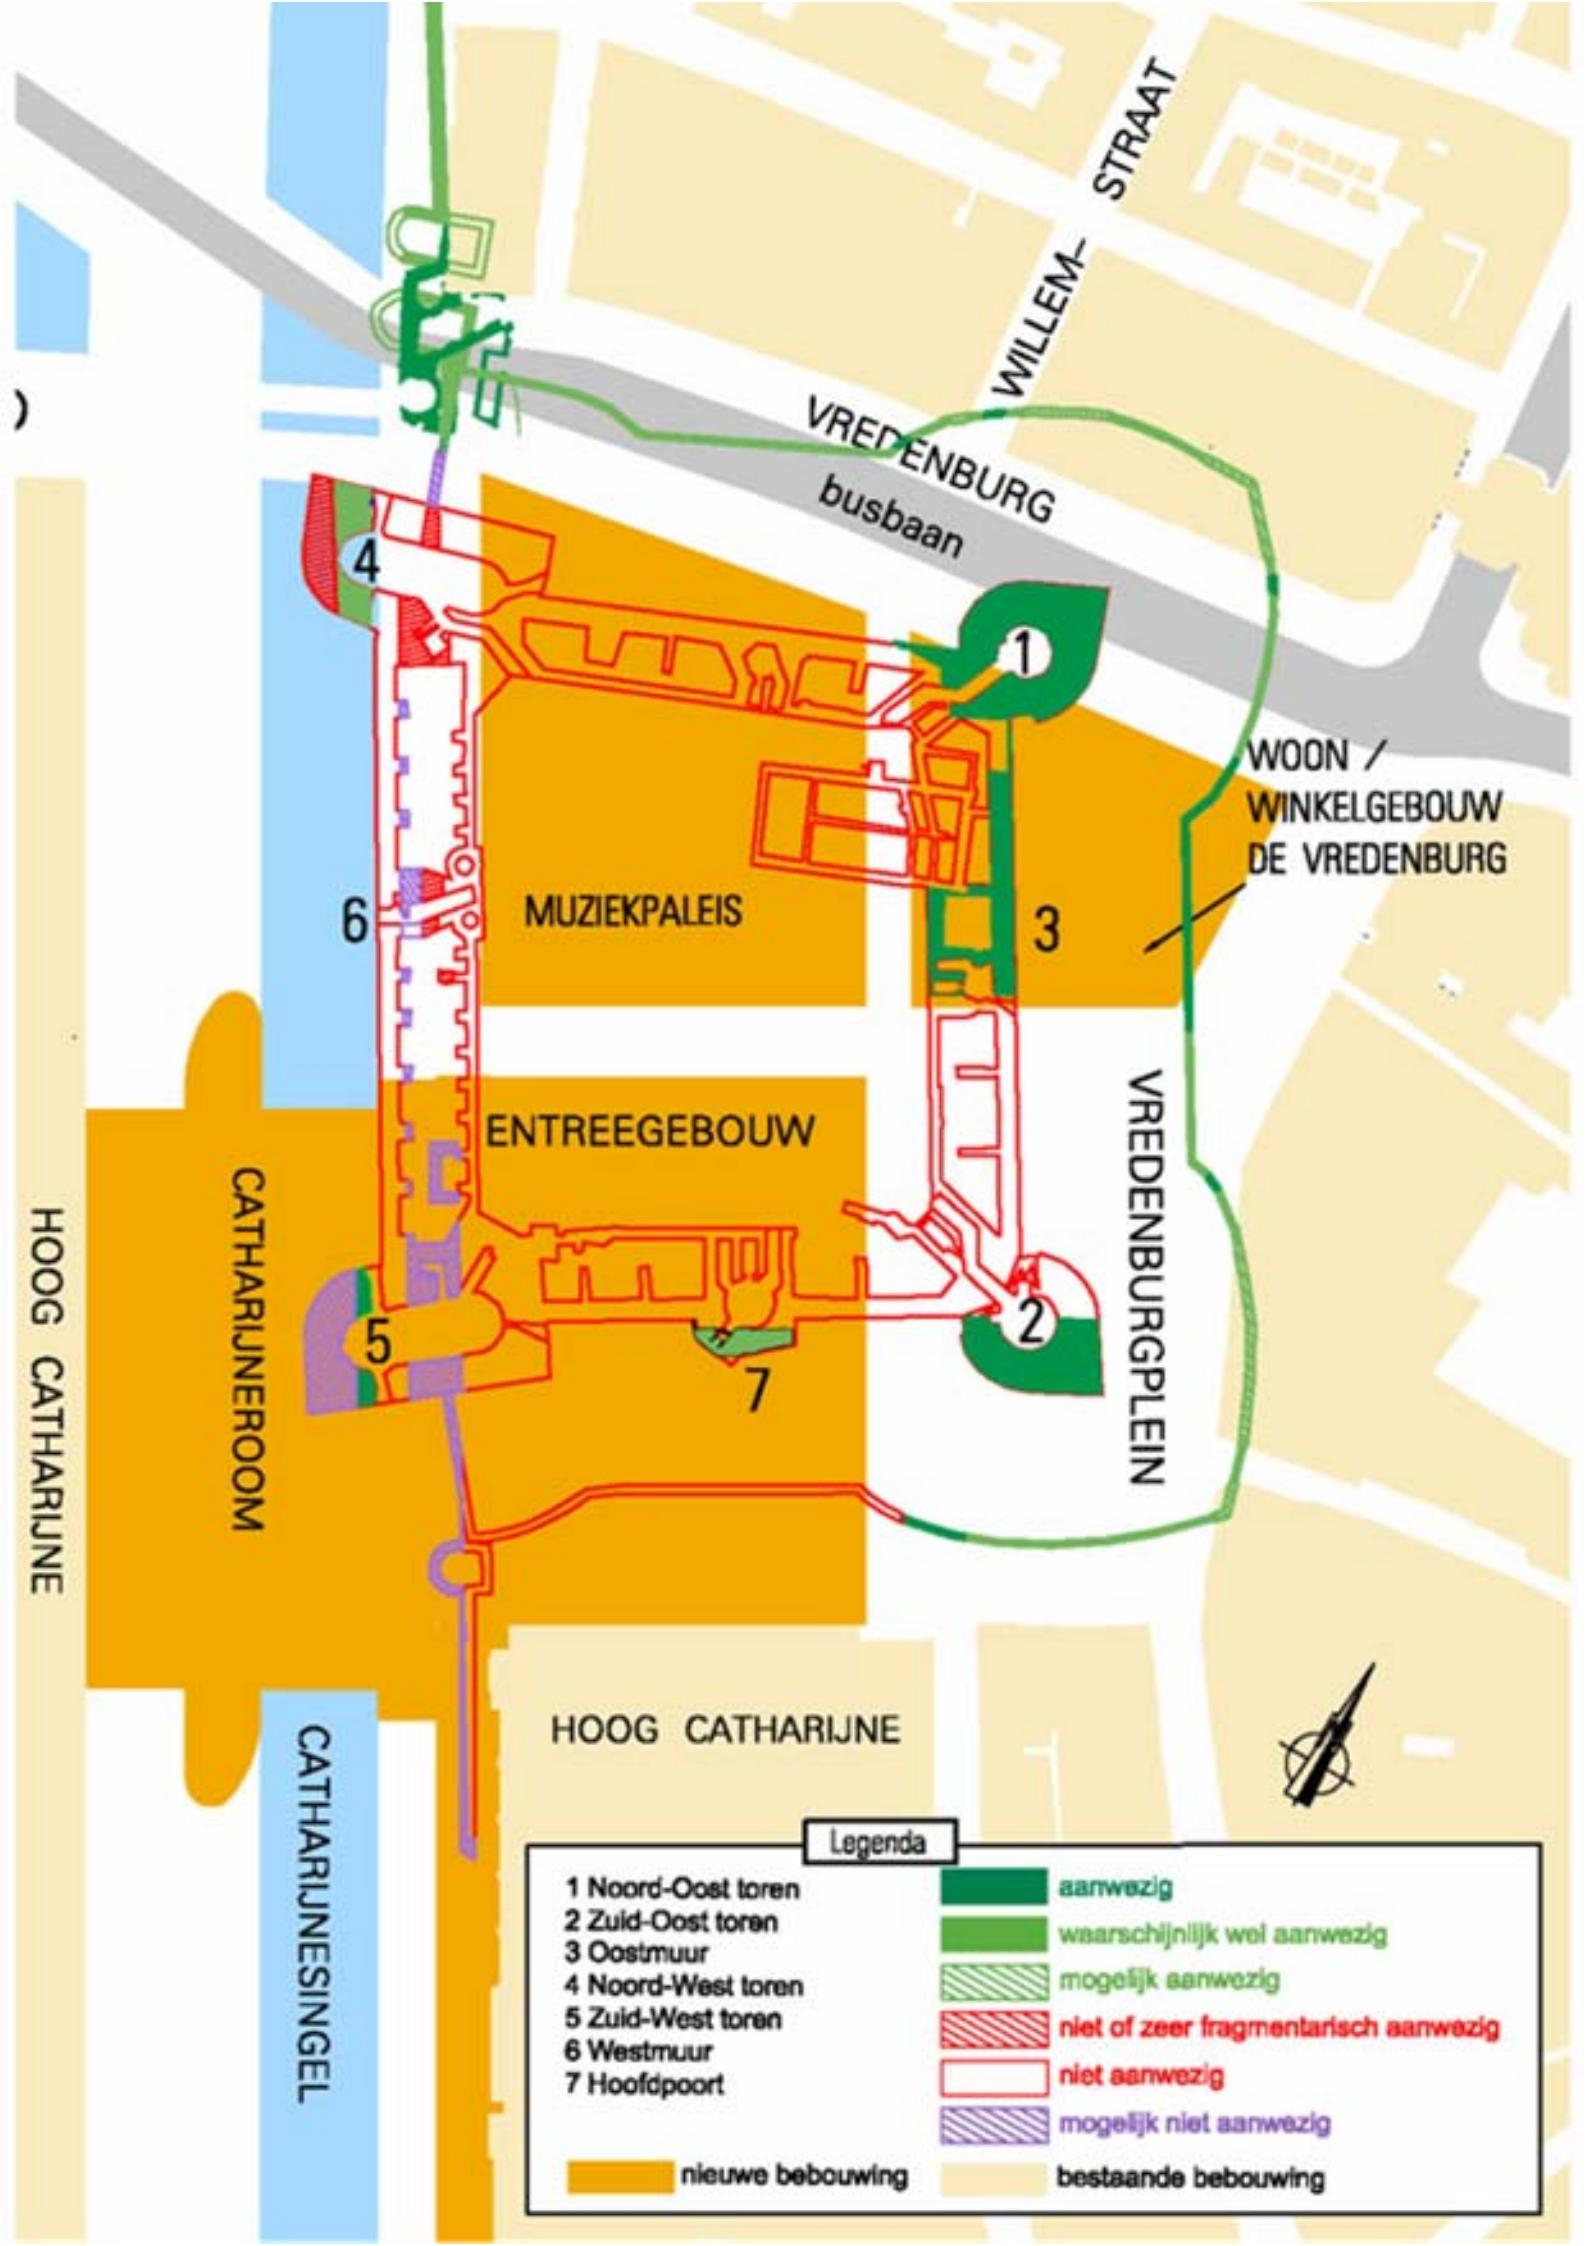 WILLEM– STRAAT
)
VREDENBURG
busbaan
4
1
WOON /
WINKELGEBOUW
DE VREDENBURG
6
MUZIEKPALEIS
3
ENTREEGEBOUW
VREDENBURGPLEIN
CATHARIJNEROOM
HOOG CATHARIJNE
5
2
7
HOOG CATHARIJNE
CATHARIJNESINGEL
Legenda
1 Noord-Oost toren
2 Zuid-Oost toren
3 Oostmuur
4 Noord-West toren
5 Zuid-West toren
6 Westmuur
7 Hoofdpoort
aanwezig
waarschijnlijk wel aanwezig
mogelijk aanwezig
niet of zeer fragmentarisch aanwezig
niet aanwezig
mogelijk niet aanwezig
nieuwe bebouwing
bestaande bebouwing